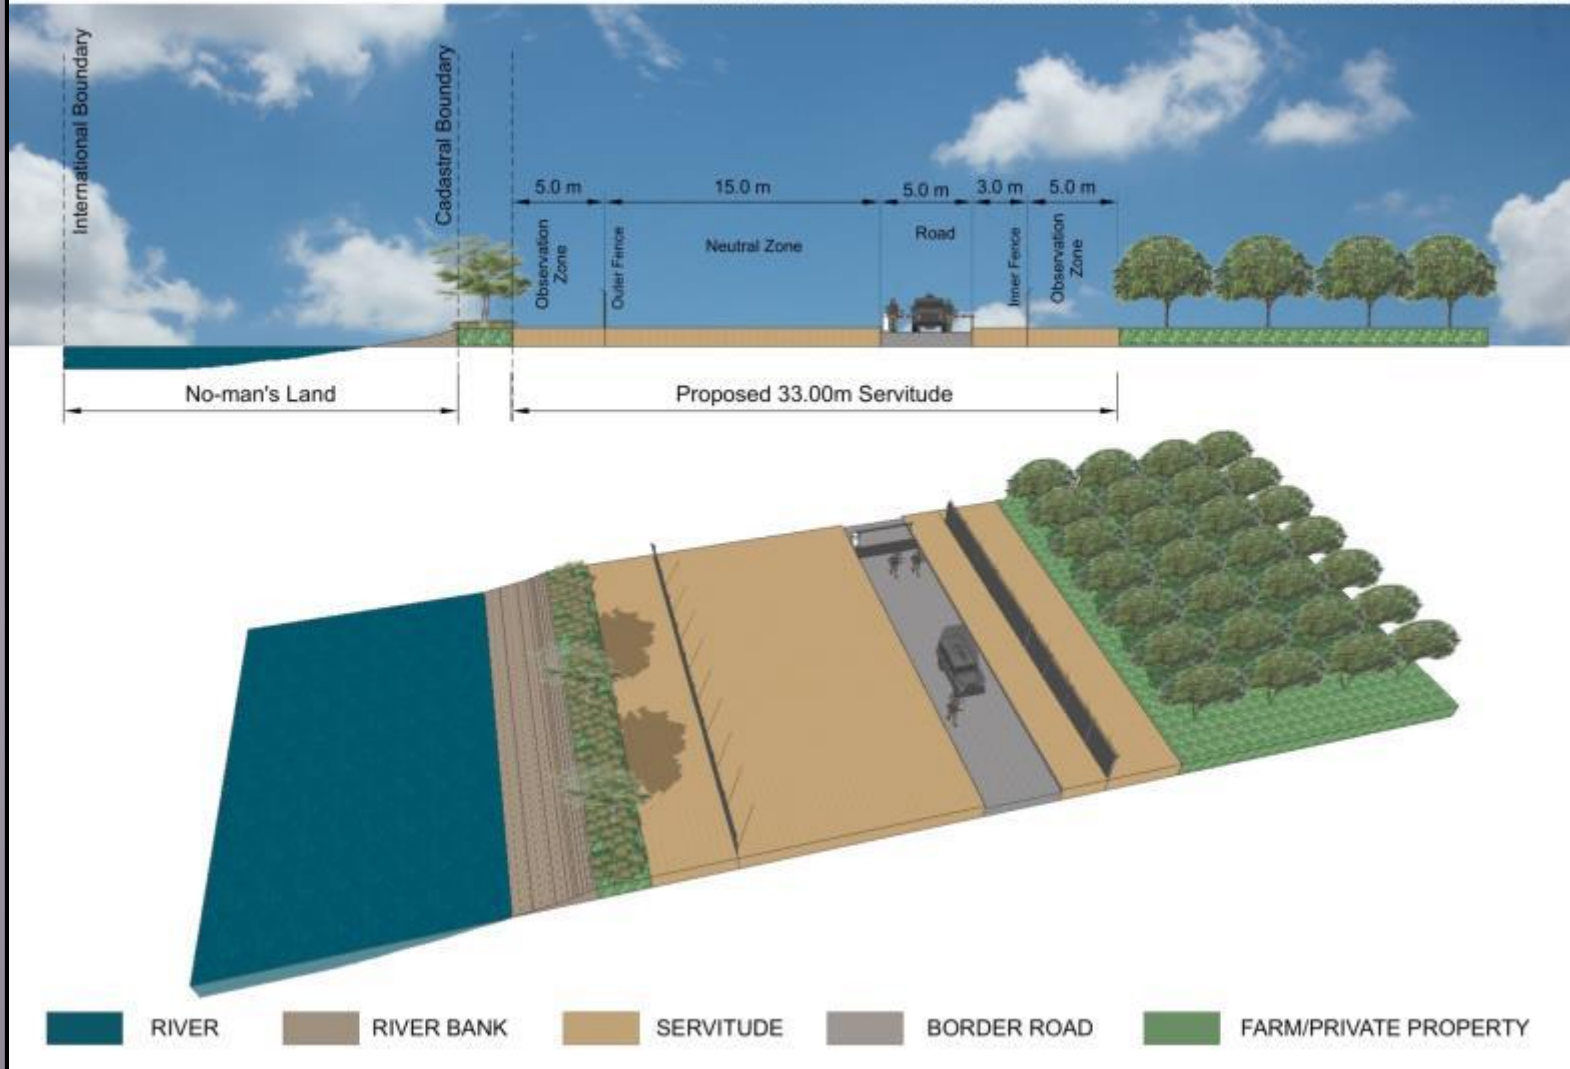 International Boundary
Cadastral Boundary
5.0 m
15.0 m
5.0 m
3.0 m
5.0 m
Observation
Zone
Outer Fence
Neutral Zone
Road
Inner Fence
Observation
Zone
No-man's Land
Proposed 33.00m Servitude
RIVER
RIVER BANK
SERVITUDE
BORDER ROAD
FARM/PRIVATE PROPERTY